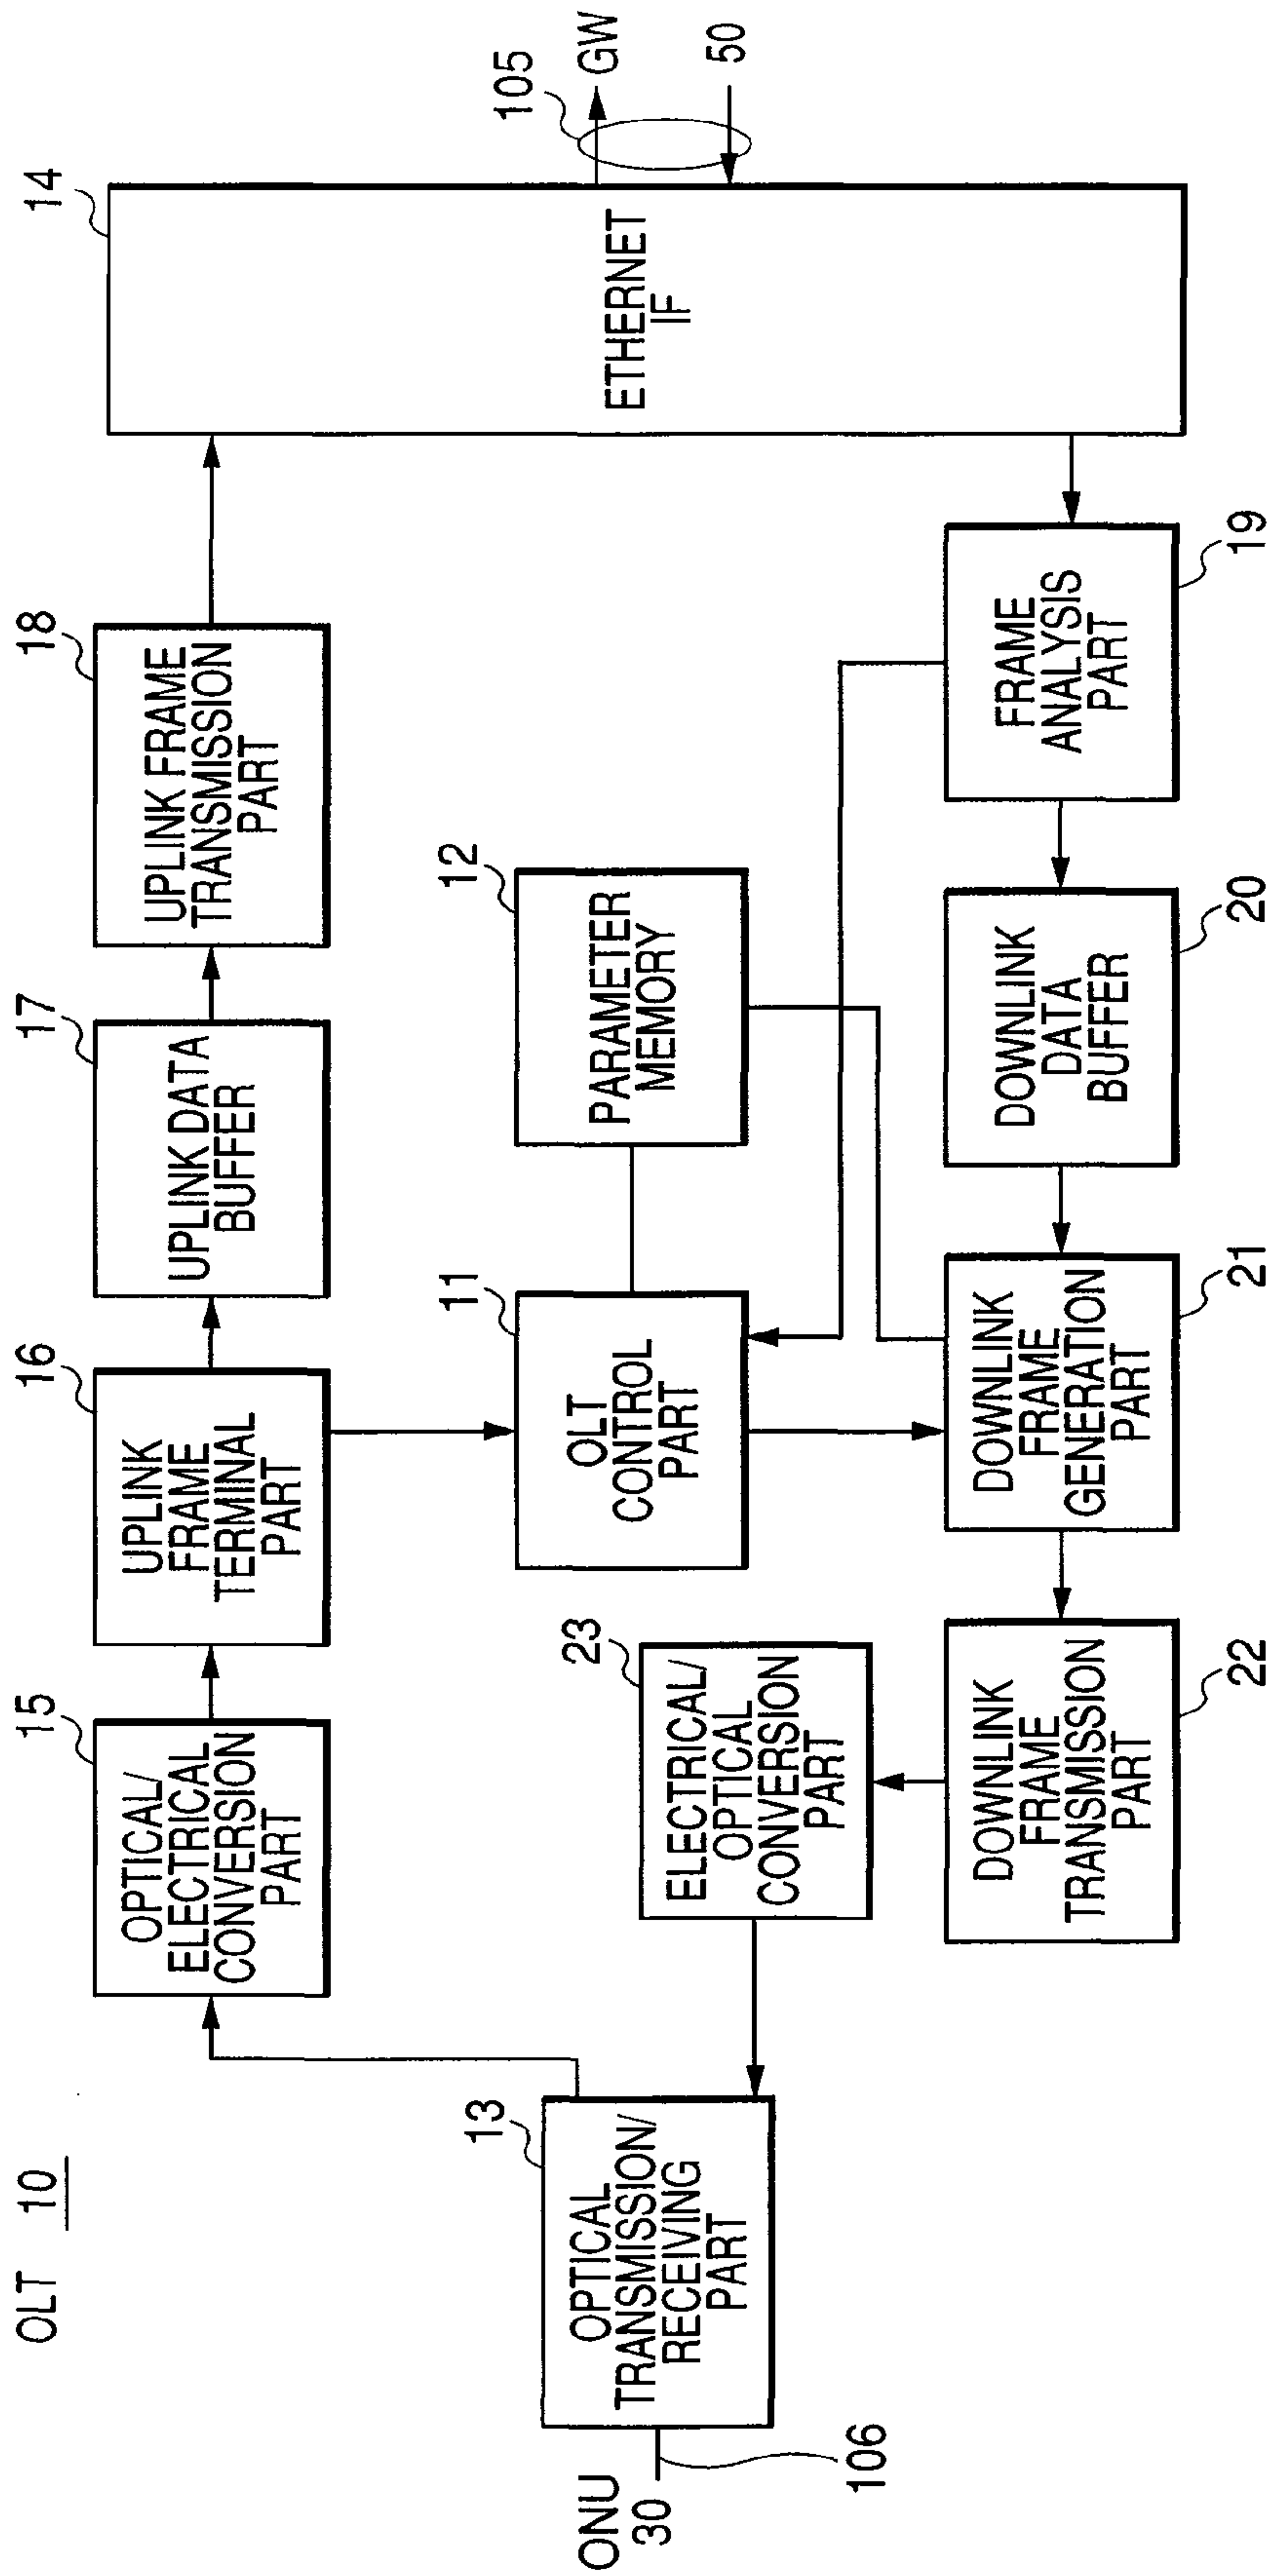 OLT 10
ONU
30
106
13
OPTICAL
TRANSMISSION/
RECEIVING
PART
15
OPTICAL/
ELECTRICAL
CONVERSION
PART
16
UPLINK
FRAME
TERMINAL
PART
17
UPLINK DATA
BUFFER
18
UPLINK FRAME
TRANSMISSION
PART
14
ETHERNET
IF
105
GW
50
11
OLT
CONTROL
PART
12
PARAMETER
MEMORY
23
ELECTRICAL/
OPTICAL
CONVERSION
PART
DOWNLINK
FRAME
TRANSMISSION
PART
22
DOWNLINK
FRAME
GENERATION
PART
21
DOWNLINK
DATA
BUFFER
20
FRAME
ANALYSIS
PART
19